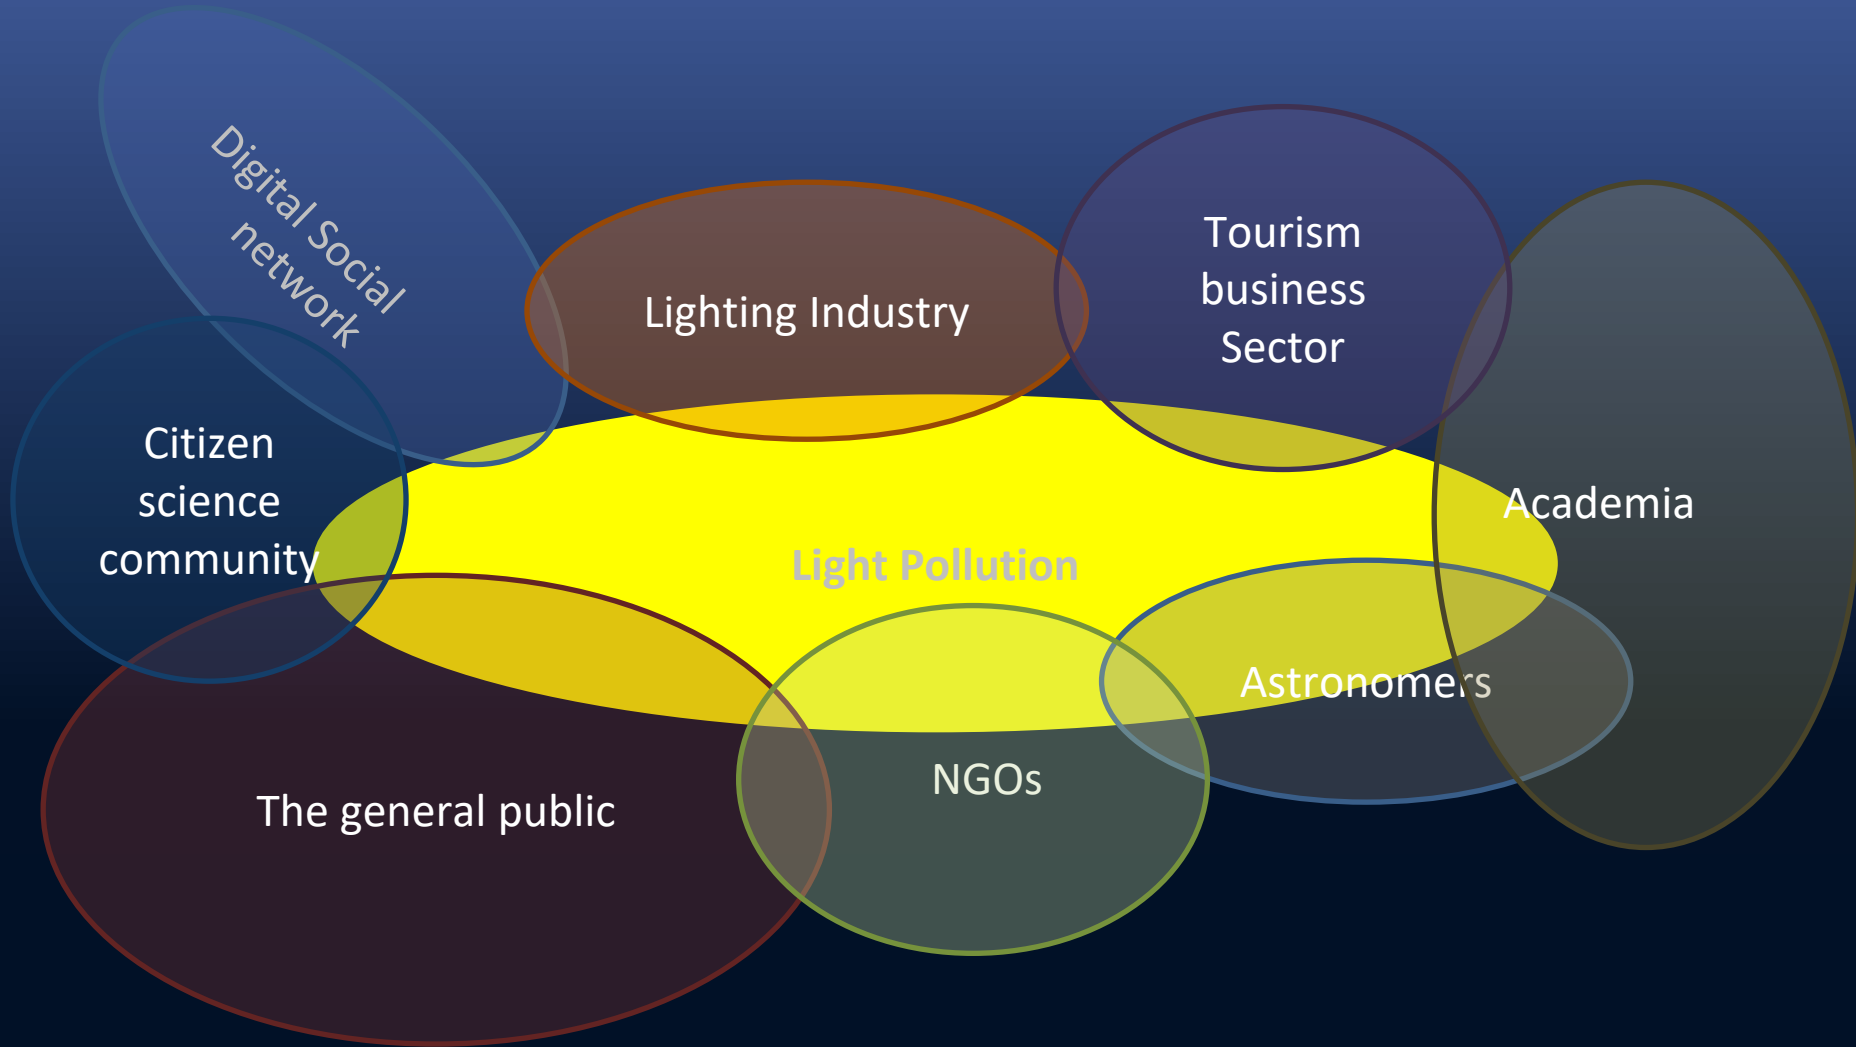 Digital Social
network
Lighting Industry
Tourism
business
Sector
Citizen
science
community
Academia
Light Pollution
Astronomers
NGOs
The general public